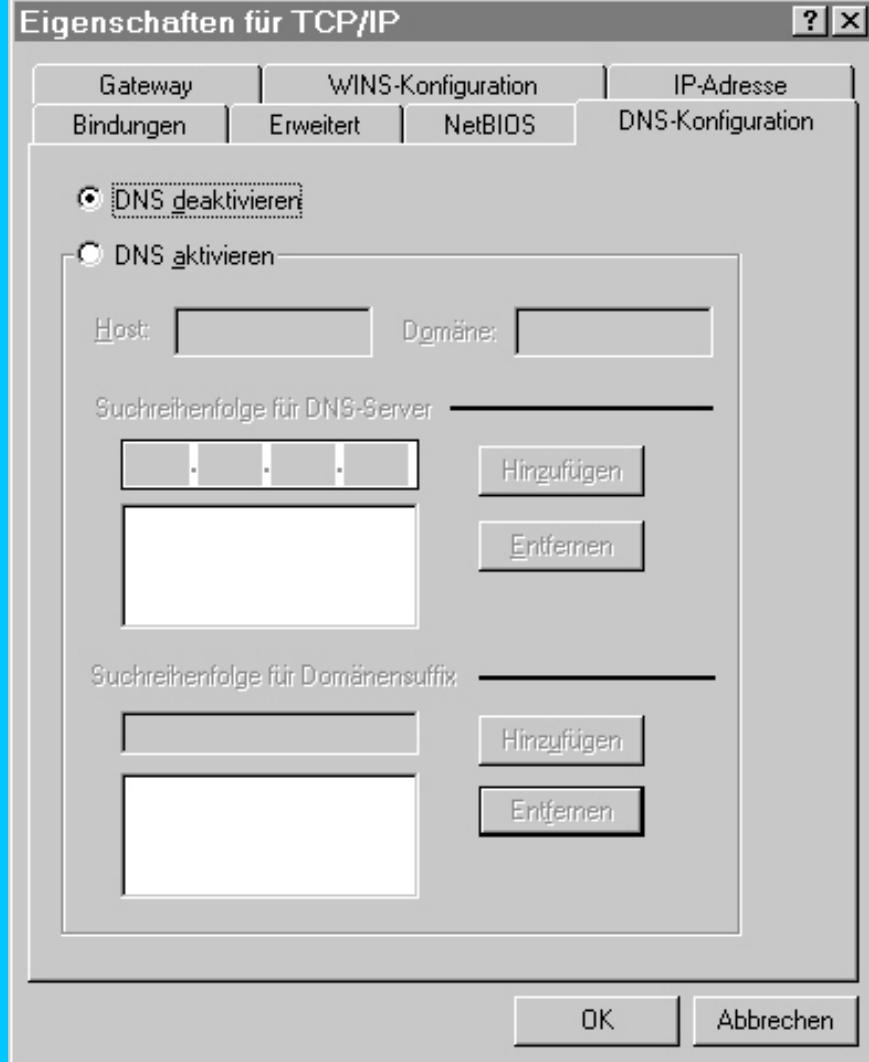 Eigenschaften für TCP/IP
Gateway WINS-Konfiguration IP-Adresse
Bindungen Erweitert NetBIOS DNS-Konfiguration
DNS deaktivieren
DNS aktivieren
Host: Domäne:
Suchreihenfolge für DNS-Server
. . . Hinzufügen
Entfernen
Suchreihenfolge für Domänensuffix
Hinzufügen
Entfernen
OK Abbrechen